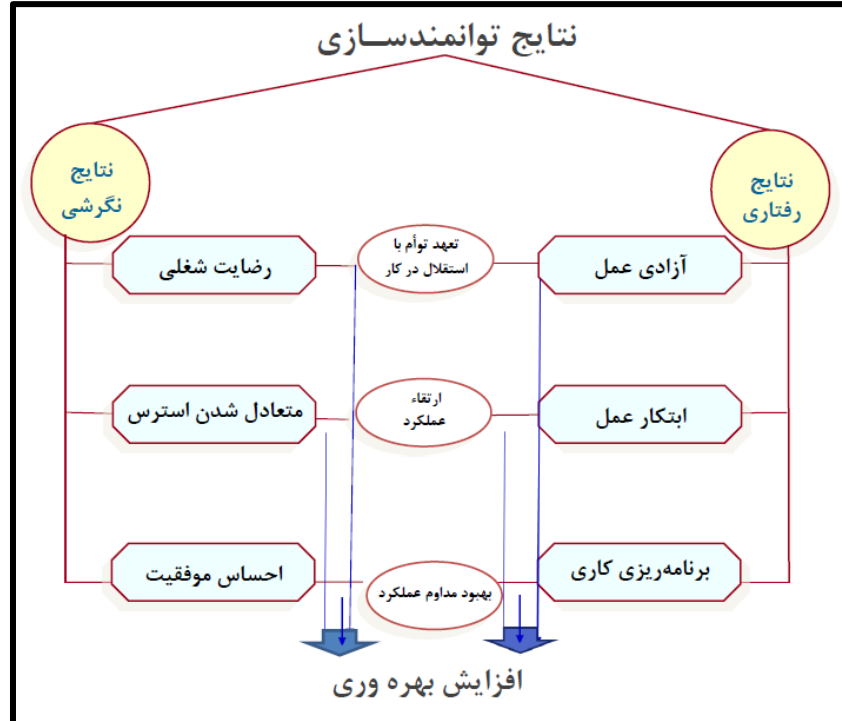 نتایج توانمندســازی
نتایج
رفتاری
نتایج
نگرشی
آزادی عمل
تعهد توأم با
استقلال در کار
رضایت شغلی
ابتکار عمل
ارتقاء
عملکرد
متعادل شدن استرس
برنامه‌ریزی کاری
بهبود مداوم عملکرد
احساس موفقیت
افزایش بهره وری